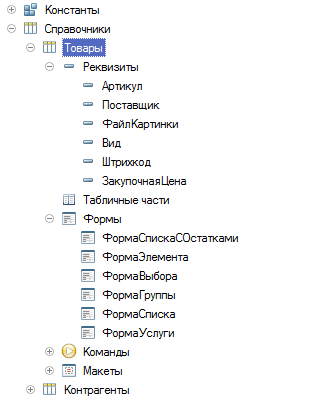 Константы
Справочники
Товары
Реквизиты
Артикул
Поставщик
ФайлКартинки
Вид
Штрихкод
ЗакупочнаяЦена
Табличные части
Формы
ФормаСпискаСОстатками
ФормаЭлемента
ФормаВыбора
ФормаГруппы
ФормаСписка
ФормаУслуги
Команды
Макеты
Контрагенты